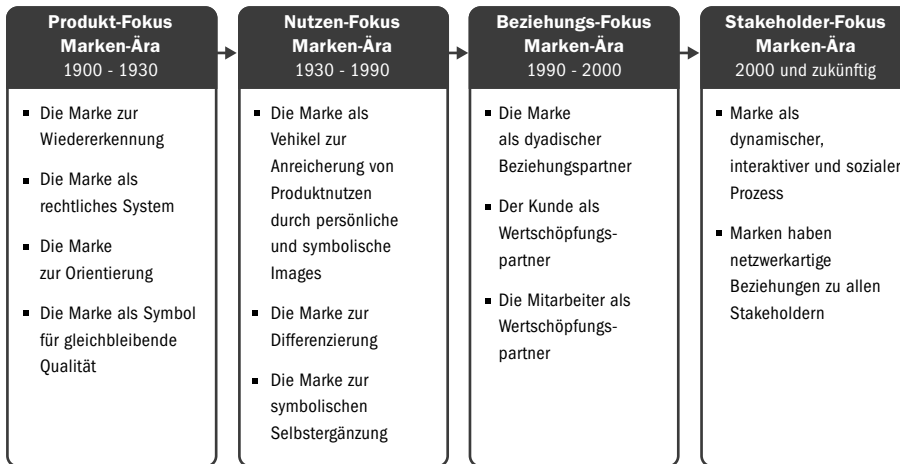 Produkt-Fokus
Marken-Ära
1900 - 1930
Die Marke zur
Wiedererkennung
Die Marke als
rechtliches System
Die Marke
zur Orientierung
Die Marke als Symbol
für gleichbleibende
Qualität
Nutzen-Fokus
Marken-Ära
1930 - 1990
Die Marke als
Vehikel zur
Anreicherung von
Produktnutzen
durch persönliche
und symbolische
Images
Die Marke zur
Differenzierung
Die Marke zur
symbolischen
Selbstergänzung
Beziehungs-Fokus
Marken-Ära
1990 - 2000
Die Marke
als dyadischer
Beziehungspartner
Der Kunde als
Wertschöpfungs-
partner
Die Mitarbeiter als
Wertschöpfungs-
partner
Stakeholder-Fokus
Marken-Ära
2000 und zukünftig
Marke als
dynamischer,
interaktiver und sozialer
Prozess
Marken haben
netzwerkartige
Beziehungen zu allen
Stakeholdern